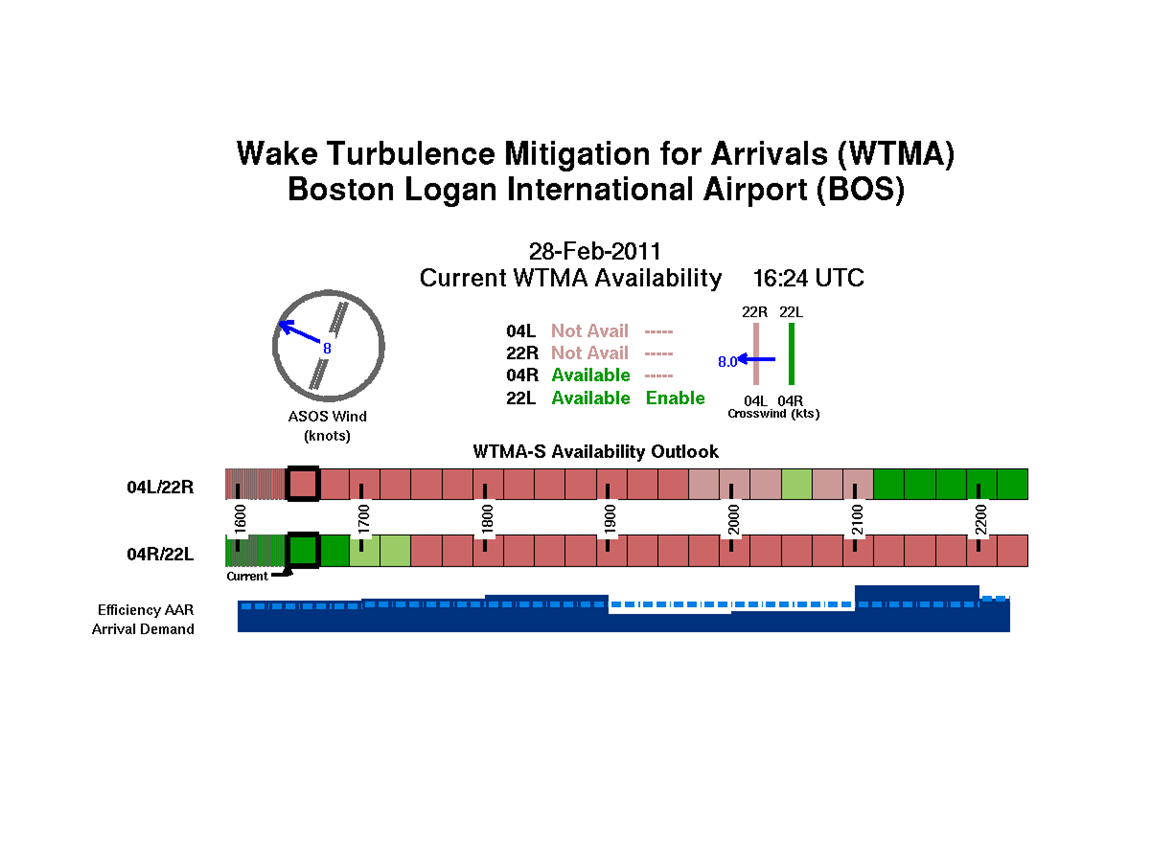 Wake Turbulence Mitigation for Arrivals (WTMA)
Boston Logan International Airport (BOS)
28-Feb-2011
Current WTMA Availability 16:24 UTC
8
ASOS Wind
(knots)
04L Not Avail -----
22R Not Avail -----
04R Available -----
22L Available Enable
22R 22L
8.0
04L 04R
Crosswind (kts)
WTMA-S Availability Outlook
04L/22R
1600 1700 1800 1900 2000 2100 2200
04R/22L
Current
Efficiency AAR
Arrival Demand